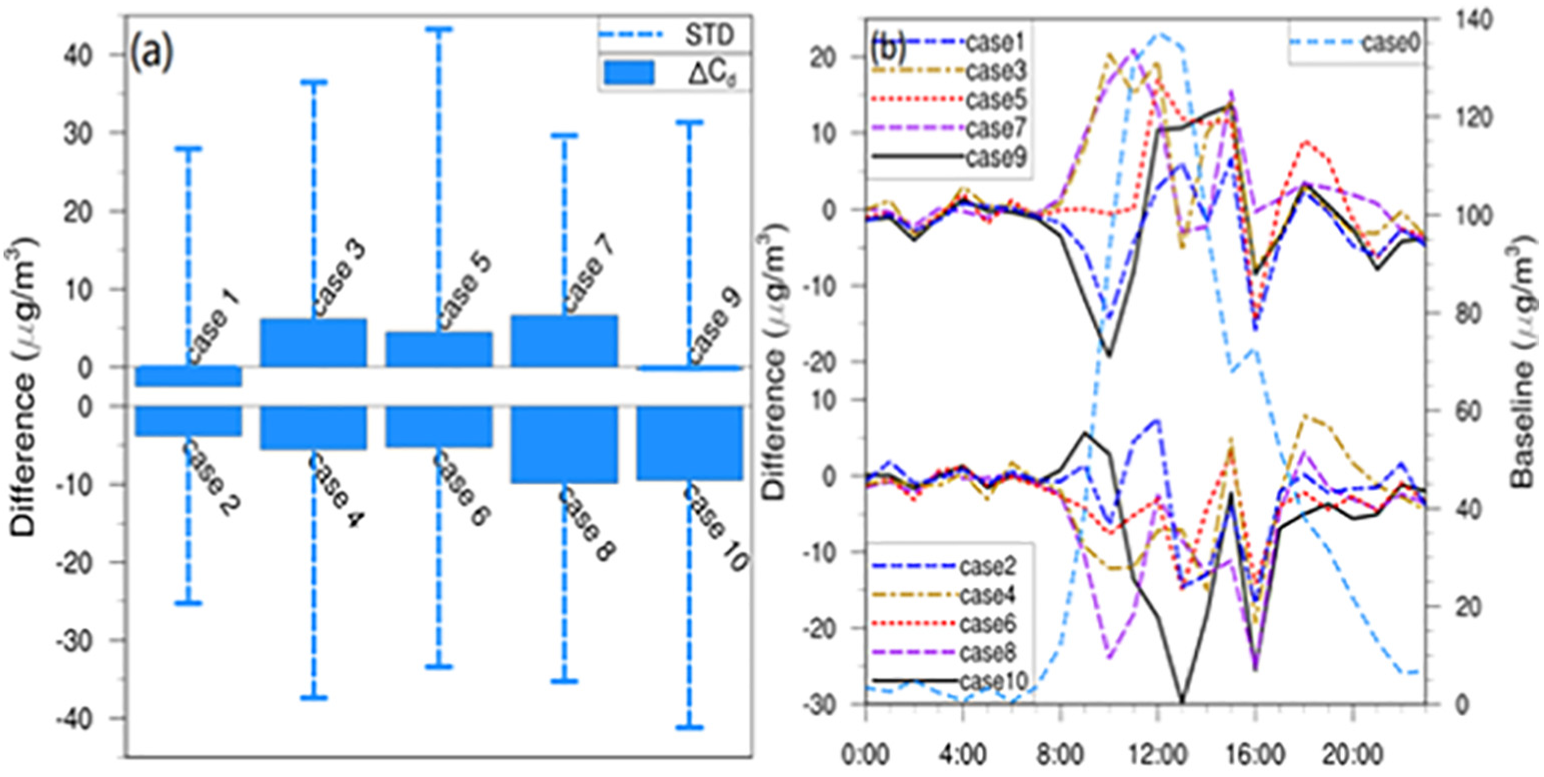 (a)
STD
ΔCd
Difference (μg/m³)
40
30
20
10
0
0
-10
-20
-30
-40
case 1
case 3
case 5
case 7
case 9
case 2
case 4
case 6
case 8
case 10
(b)
case1
case3
case5
case7
case9
case0
case2
case4
case6
case8
case10
Difference (μg/m³)
20
10
0
-10
-20
10
0
-10
-20
-30
Baseline (μg/m³)
140
120
100
80
60
40
20
0
0:00
4:00
8:00
12:00
16:00
20:00